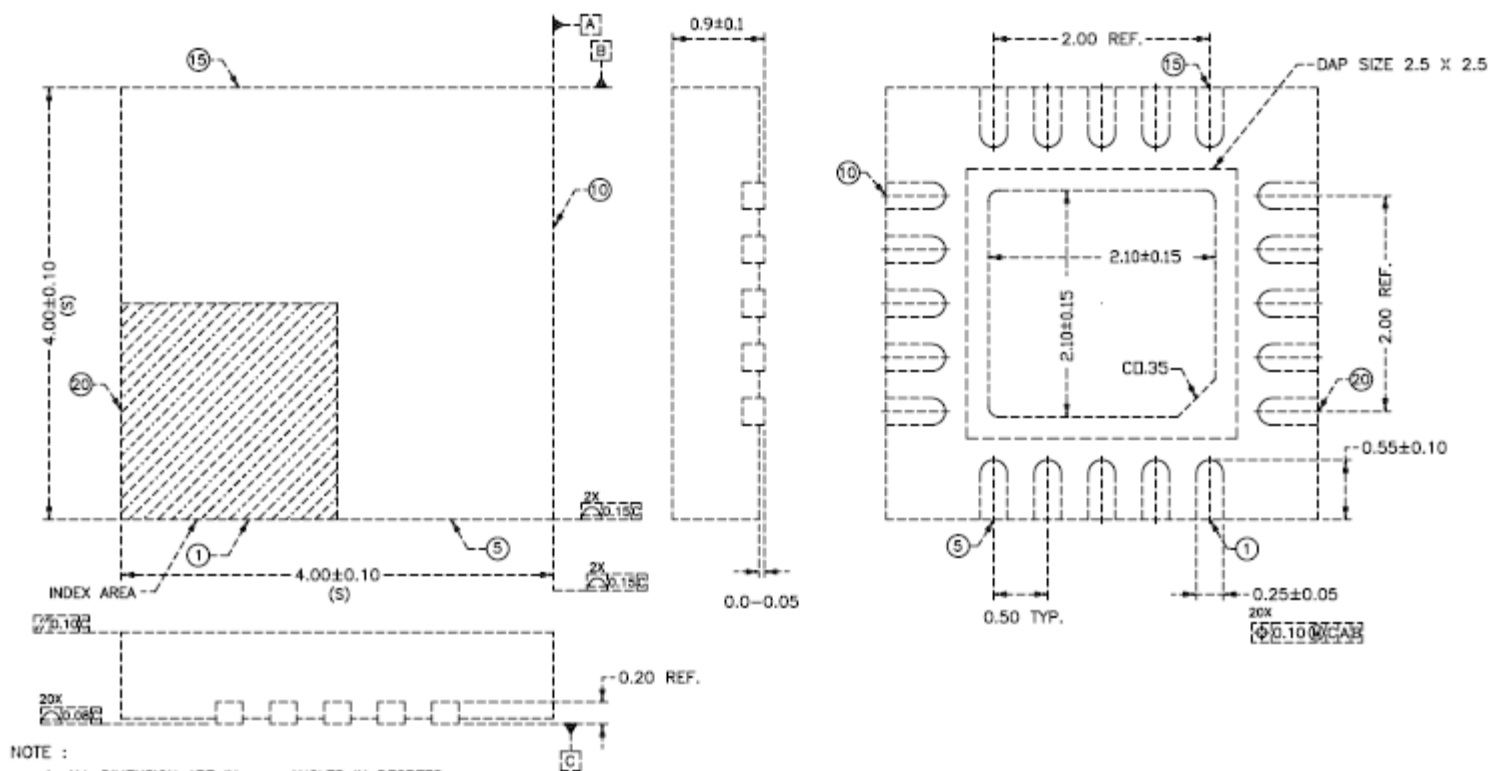 A
B
15
4.00±0.10
(S)
10
20
2X
0.15 C
1
5
INDEX AREA
4.00±0.10
(S)
2X
0.15 C
0.10 C
20X
0.08 C
0.20 REF.
C
NOTE :
0.9±0.1
0.0-0.05
2.00 REF.
15
DAP SIZE 2.5 X 2.5
10
2.10±0.15
2.10±0.15
2.00 REF.
C0.35
20
0.55±0.10
5
1
0.50 TYP.
0.25±0.05
20X
0.10 Ⓜ C A B